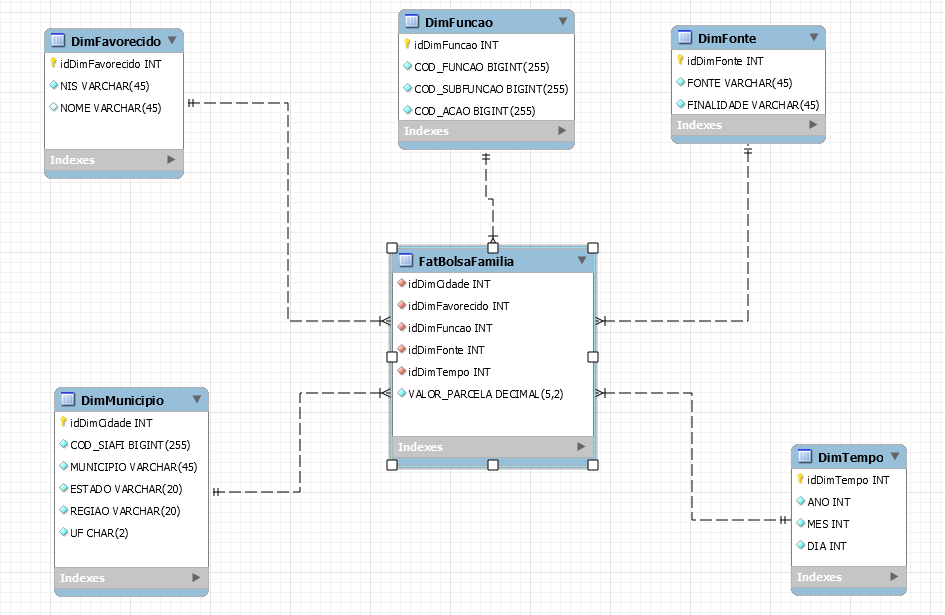 DimFavorecido
idDimFavorecido INT
NIS VARCHAR(45)
NOME VARCHAR(45)
Indexes
DimFuncao
idDimFuncao INT
COD_FUNCAO BIGINT(255)
COD_SUBFUNCAO BIGINT(255)
COD_ACAO BIGINT(255)
Indexes
DimFonte
idDimFonte INT
FONTE VARCHAR(45)
FINALIDADE VARCHAR(45)
Indexes
FatBolsaFamilia
idDimCidade INT
idDimFavorecido INT
idDimFuncao INT
idDimFonte INT
idDimTempo INT
VALOR_PARCELA DECIMAL(5,2)
Indexes
DimMunicipio
idDimCidade INT
COD_SIAFI BIGINT(255)
MUNICIPIO VARCHAR(45)
ESTADO VARCHAR(20)
REGIAO VARCHAR(20)
UF CHAR(2)
Indexes
DimTempo
idDimTempo INT
ANO INT
MES INT
DIA INT
Indexes